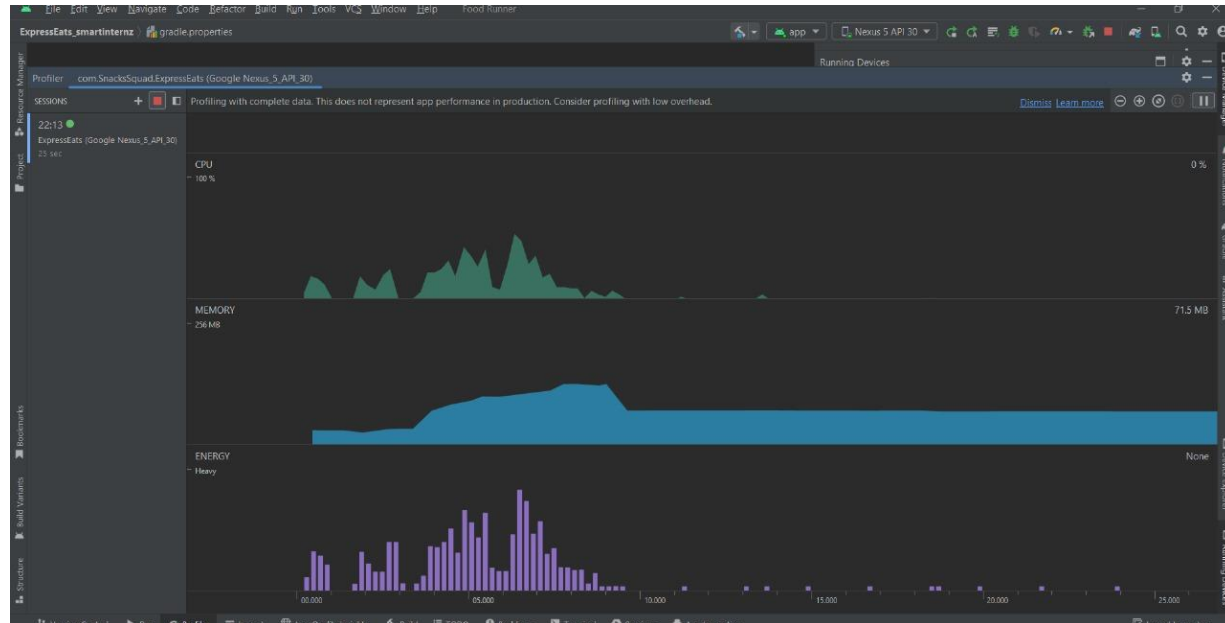 File Edit View Navigate Code Refactor Build Run Tools VCS Window Help Food Runner
ExpressEats_smartinternz gradle.properties app Nexus 5 API 30
Running Devices
Profiler com.SnacksSquad.ExpressEats (Google Nexus_5_API_30)
SESSIONS Profiling with complete data. This does not represent app performance in production. Consider profiling with low overhead. Dismiss Learn more
22:13
ExpressEats (Google Nexus_5_API_30)
25 sec
CPU 0 %
100 %
MEMORY 71.5 MB
256 MB
ENERGY None
Heavy
00.000 05.000 10.000 15.000 20.000 25.000
Resource Manager
Project
Bookmarks
Build Variants
Structure